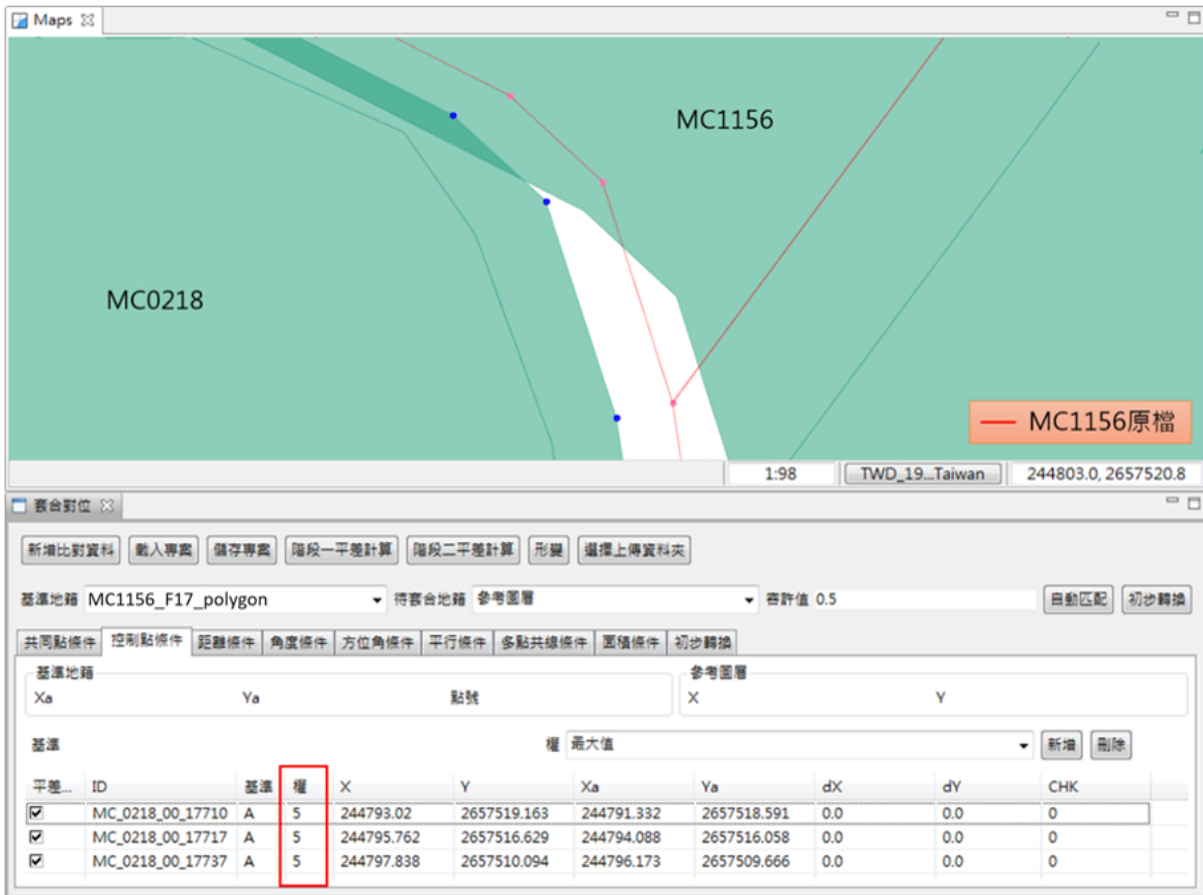 Maps
MC1156
MC0218
MC1156原檔
1:98 TWD_19...Taiwan 244803.0, 2657520.8
套合對位
新增比對資料 載入專案 儲存專案 階段一平差計算 階段二平差計算 形變 選擇上傳資料夾
基準地籍 MC1156_F17_polygon 待套合地籍 參考圖層 容許值 0.5 自動匹配 初步轉換
共同點條件 控制點條件 距離條件 角度條件 方位角條件 平行條件 多點共線條件 面積條件 初步轉換
基準地籍 參考圖層
Xa Ya 點號 X Y
基準 權 最大值 新增 刪除
平差... ID 基準 權 X Y Xa Ya dX dY CHK
MC_0218_00_17710 A 5 244793.02 2657519.163 244791.332 2657518.591 0.0 0.0 0
MC_0218_00_17717 A 5 244795.762 2657516.629 244794.088 2657516.058 0.0 0.0 0
MC_0218_00_17737 A 5 244797.838 2657510.094 244796.173 2657509.666 0.0 0.0 0